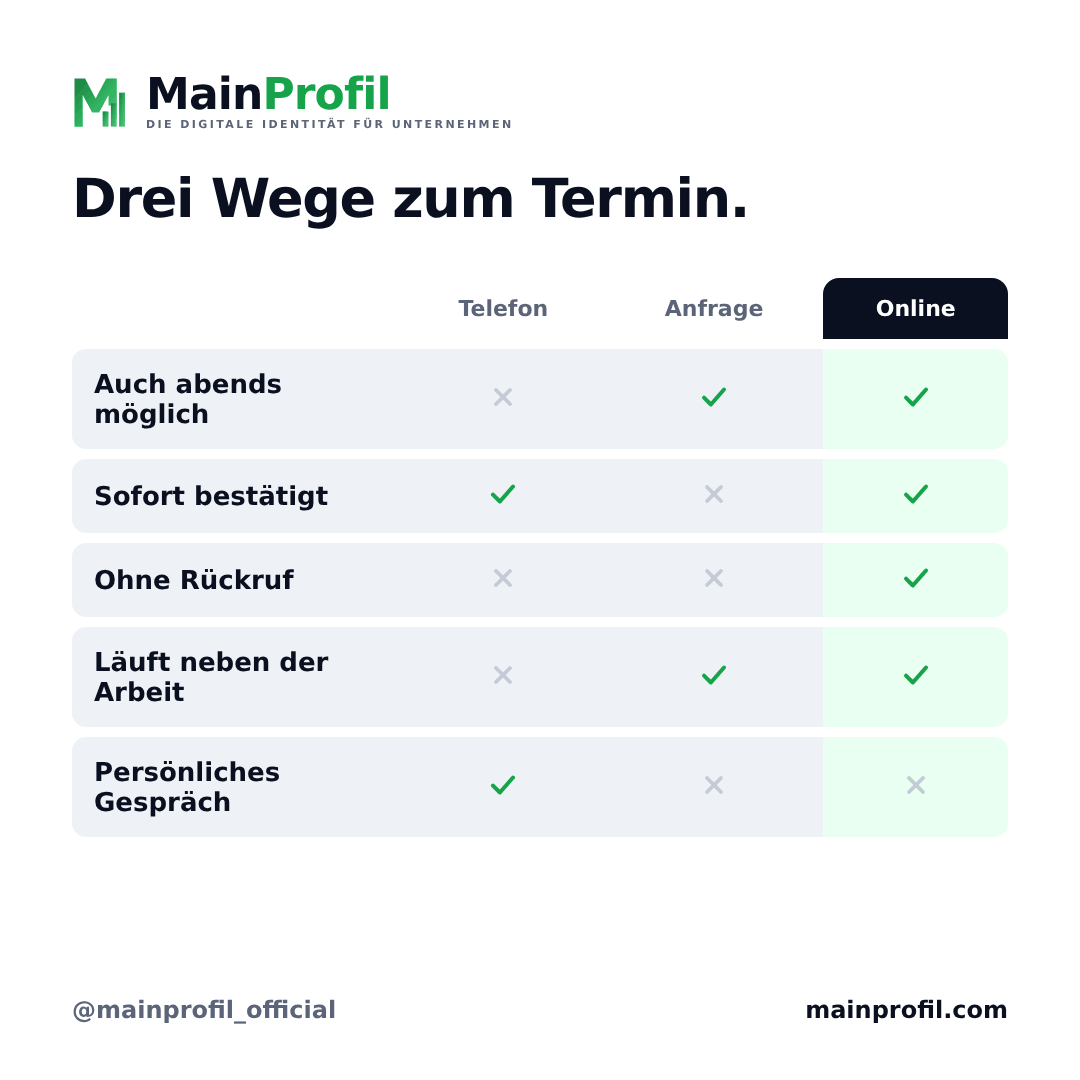 MainProfil
DIE DIGITALE IDENTITÄT FÜR UNTERNEHMEN
Drei Wege zum Termin.
Telefon Anfrage Online
Auch abends
möglich
Sofort bestätigt
Ohne Rückruf
Läuft neben der
Arbeit
Persönliches
Gespräch
@mainprofil_official
mainprofil.com